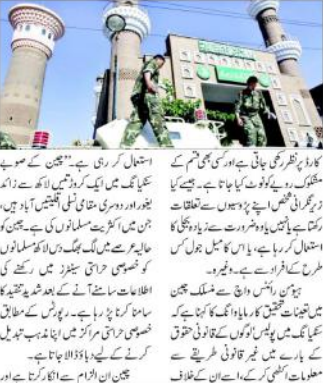 کارڈ پر نظر رکھی جاتی ہے اور کسی بھی قسم کے
مشکوک رویے کو نوٹ کیا جاتا ہے۔ جیسے کیا
زیر نگرانی شخص اپنے پڑوسیوں سے تعلقات
رکھتا ہے یا نہیں یا وہ ضرورت سے زیادہ بجلی کا
استعمال کر رہا ہے، یا اس کا میل جول کس
طرح کے افراد سے ہے۔ وغیرہ۔
ہیومن رائٹس واچ سے منسلک چین
میں تعینات تحقیق کار مایا وانگ کا کہنا ہے کہ
سنکیانگ میں پولیس 'لوگوں کے قانونی حقوق
کے بارے میں غیر قانونی طریقے سے
معلومات اکٹھی کر کے، اسے ان کے خلاف
استعمال کر رہی ہے۔'' چین کے صوبے
سنکیانگ میں ایک کروڑ تیس لاکھ سے زائد
ایغور اور دوسری مقامی نسلی اقلیتیں آباد ہیں،
جن میں اکثریت مسلمانوں کی ہے۔ چین کو
حالیہ عرصے میں لگ بھگ دس لاکھ مسلمانوں
کو خصوصی حراستی سینٹرز میں رکھنے کی
اطلاعات سامنے آنے کے بعد شدید تنقید کا
سامنا کرنا پڑ رہا ہے۔ رپورٹس کے مطابق
خصوصی حراستی مراکز میں اپنا مذہب تبدیل
کرنے کے لیے دباؤ ڈالا جاتا ہے۔
چین ان الزام سے انکار کرتا ہے اور